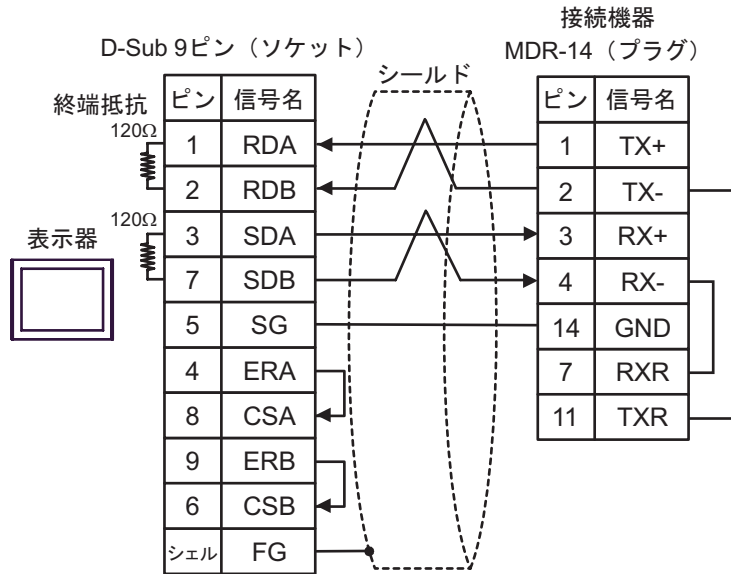 接続機器
D-Sub 9ピン（ソケット） MDR-14（プラグ）
シールド
終端抵抗 ピン 信号名 ピン 信号名
120Ω 1 RDA 1 TX+
2 RDB 2 TX-
120Ω 3 SDA 3 RX+
表示器 7 SDB 4 RX-
5 SG 14 GND
4 ERA 7 RXR
8 CSA 11 TXR
9 ERB
6 CSB
シェル FG